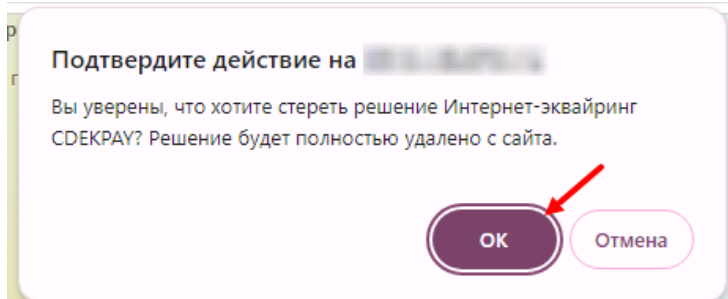 Подтвердите действие на
Вы уверены, что хотите стереть решение Интернет-эквайринг
CDEKPAY? Решение будет полностью удалено с сайта.
ОК
Отмена